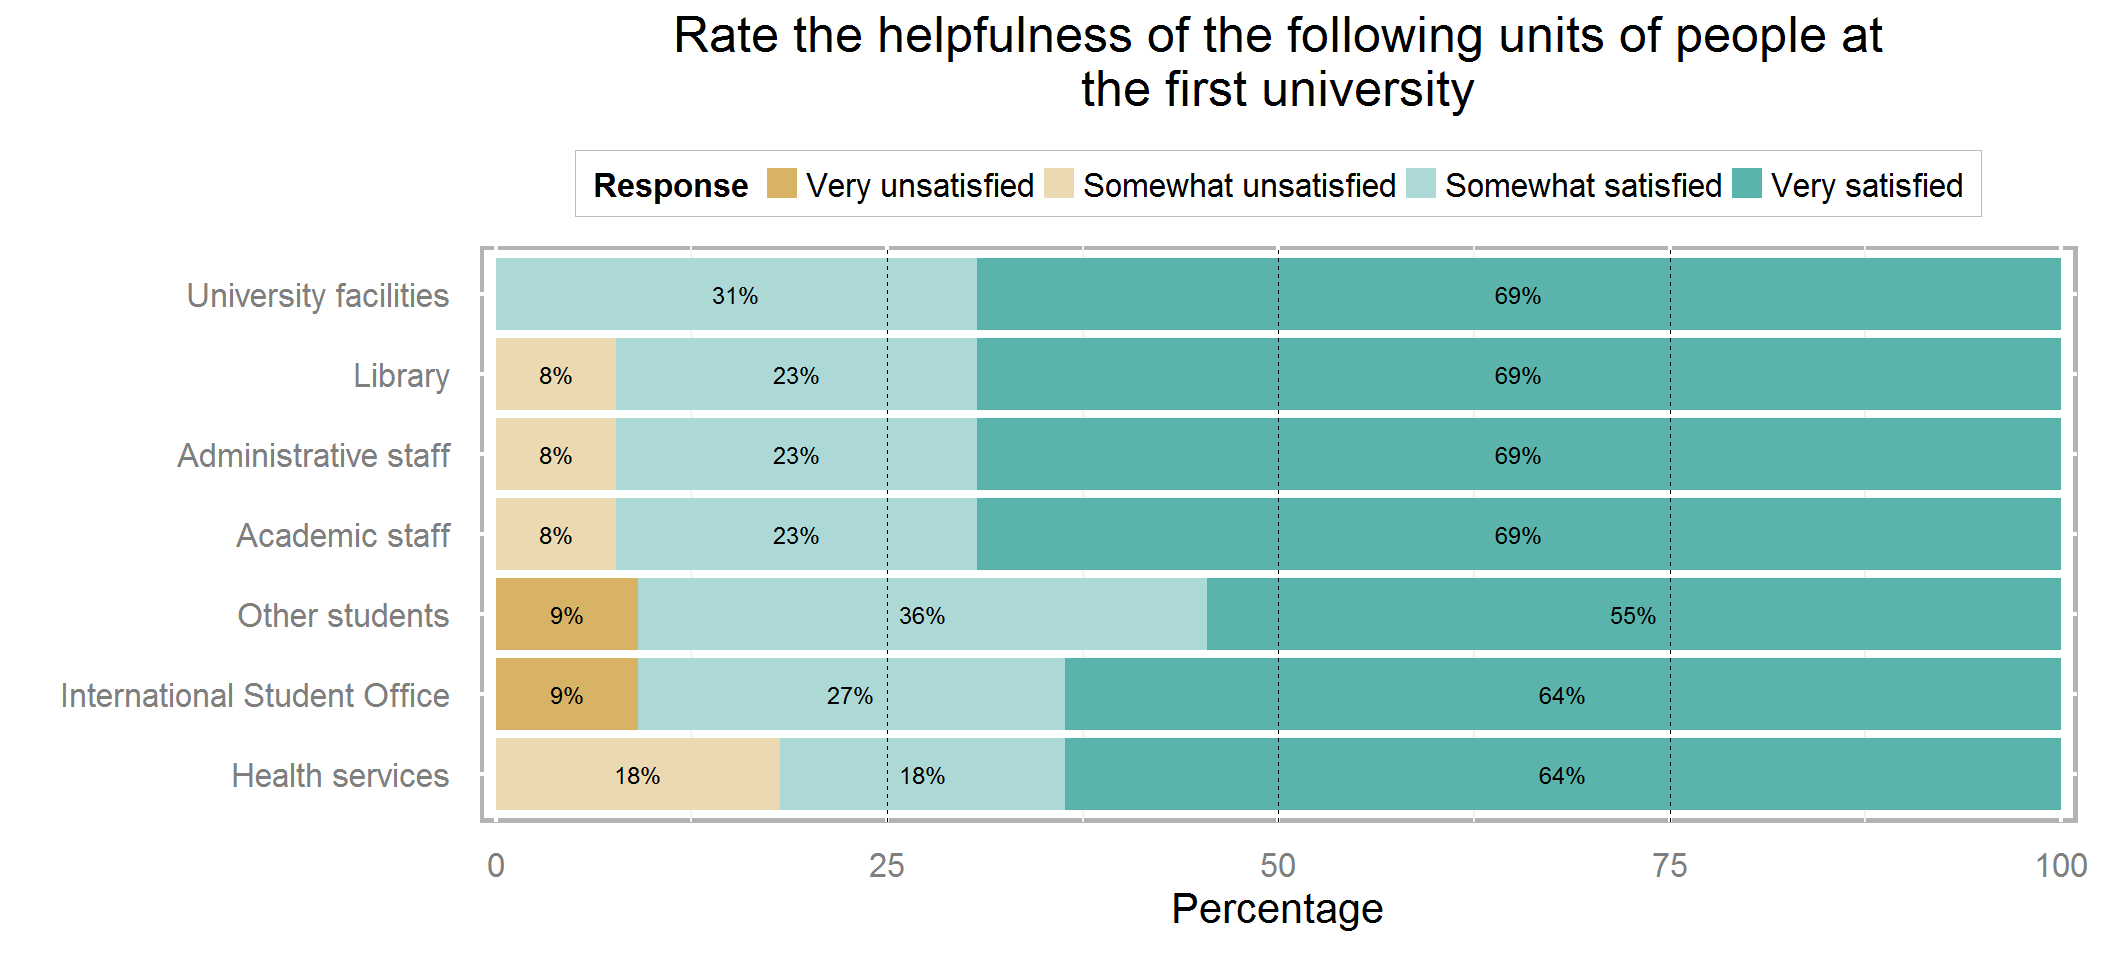 Rate the helpfulness of the following units of people at
the first university
Response Very unsatisfied Somewhat unsatisfied Somewhat satisfied Very satisfied
University facilities 31% 69%
Library 8% 23% 69%
Administrative staff 8% 23% 69%
Academic staff 8% 23% 69%
Other students 9% 36% 55%
International Student Office 9% 27% 64%
Health services 18% 18% 64%
0 25 50 75 100
Percentage